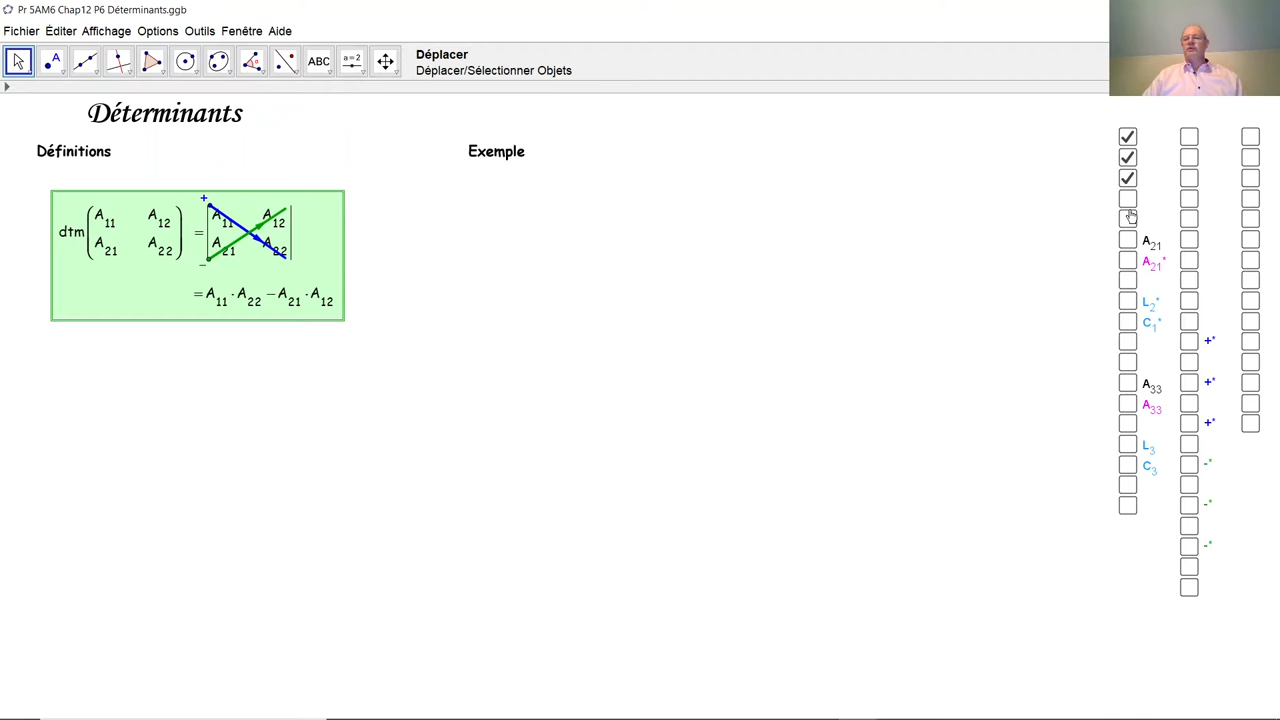 Pr 5AM6 Chap12 P6 Déterminants.ggb
Fichier Éditer Affichage Options Outils Fenêtre Aide
A ABC a=2
Déplacer
Déplacer/Sélectionner Objets
Déterminants
Définitions
Exemple
+
dtm ( A11 A12 ) = | A11 A12 |
A21 A22 A21 A22
−
= A11 · A22 − A21 · A12
A21
A21*
L2*
C1*
A33
A33
L3
C3
+*
+*
+*
-*
-*
-*